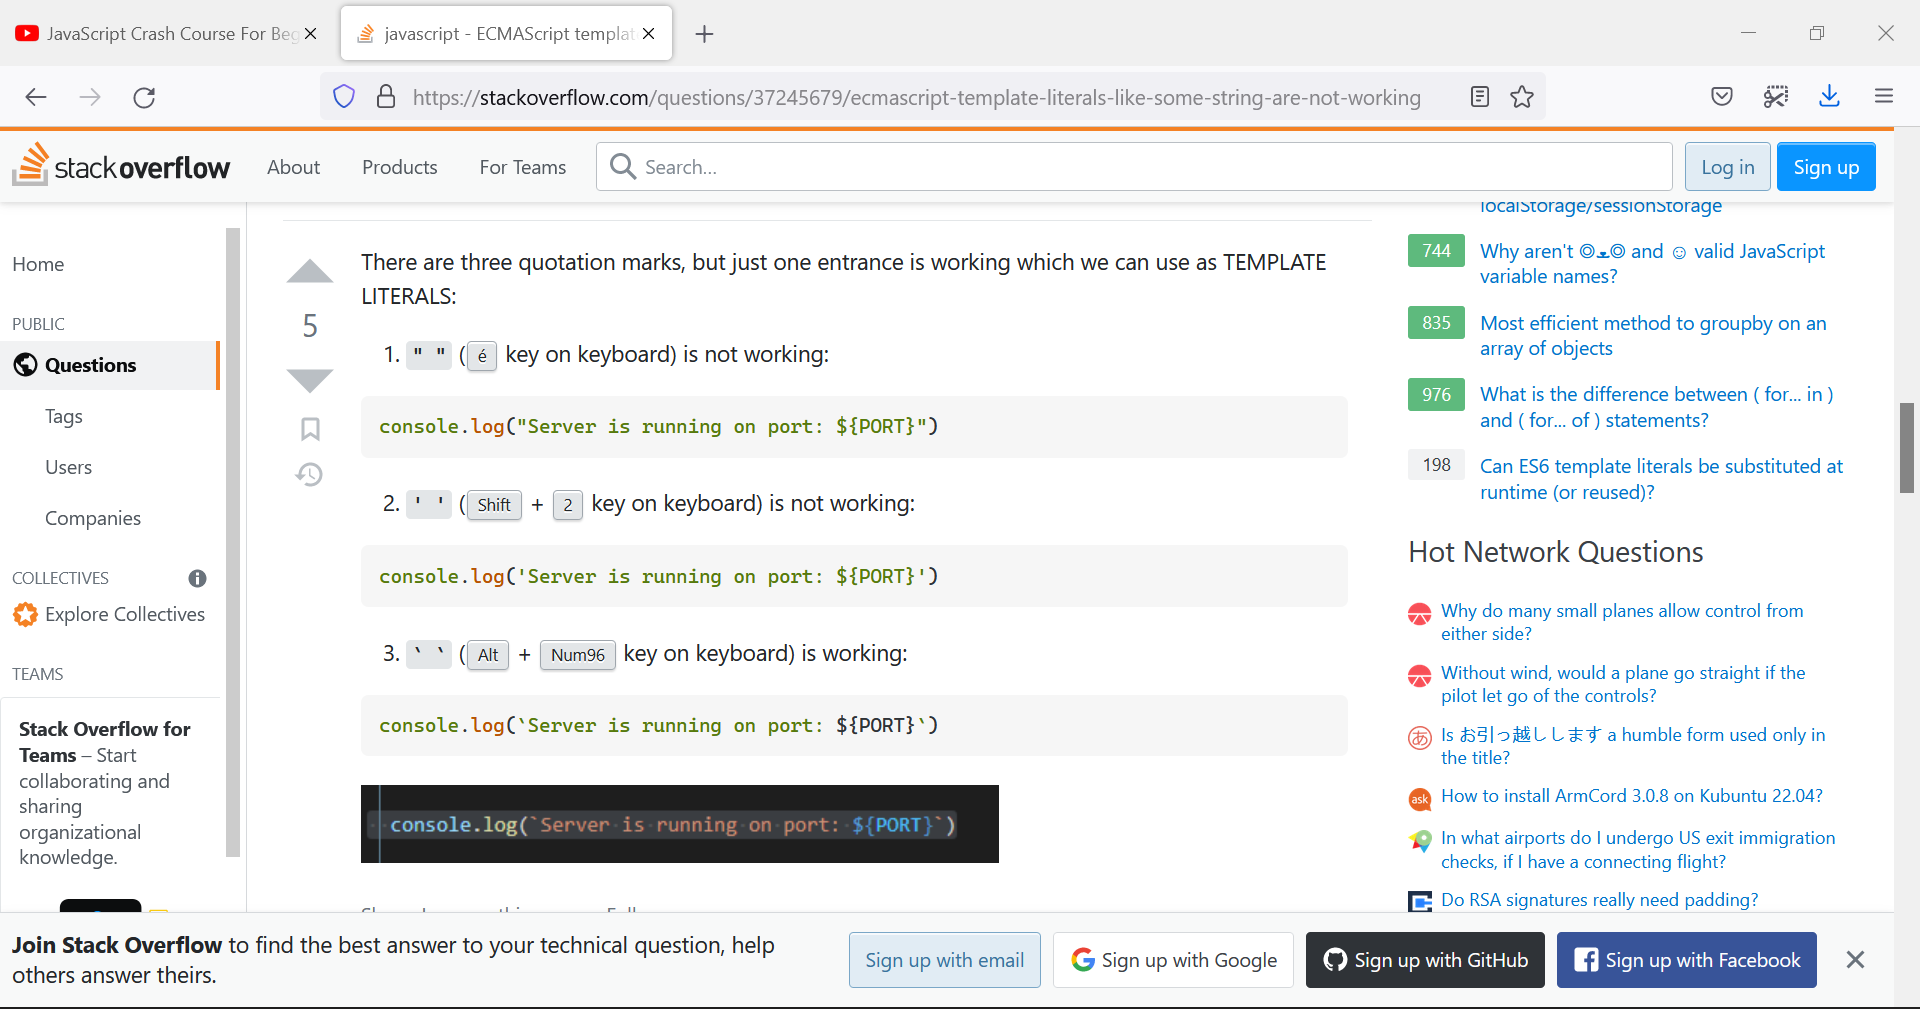 JavaScript Crash Course For Beg
javascript - ECMAScript templat
https://stackoverflow.com/questions/37245679/ecmascript-template-literals-like-some-string-are-not-working
stackoverflow
About
Products
For Teams
Search...
Log in
Sign up
Home
PUBLIC
Questions
Tags
Users
Companies
COLLECTIVES
Explore Collectives
TEAMS
Stack Overflow for
Teams – Start
collaborating and
sharing
organizational
knowledge.
5
There are three quotation marks, but just one entrance is working which we can use as TEMPLATE
LITERALS:
1. " " ( é key on keyboard) is not working:
console.log("Server is running on port: ${PORT}")
2. ' ' ( Shift + 2 key on keyboard) is not working:
console.log('Server is running on port: ${PORT}')
3. ` ` ( Alt + Num96 key on keyboard) is working:
console.log(`Server is running on port: ${PORT}`)
console.log(`Server is running on port: ${PORT}`)
localStorage/sessionStorage
744 Why aren't ◎ܫ◎ and ☺ valid JavaScript
variable names?
835 Most efficient method to groupby on an
array of objects
976 What is the difference between ( for... in )
and ( for... of ) statements?
198 Can ES6 template literals be substituted at
runtime (or reused)?
Hot Network Questions
Why do many small planes allow control from
either side?
Without wind, would a plane go straight if the
pilot let go of the controls?
あ Is お引っ越しします a humble form used only in
the title?
ask How to install ArmCord 3.0.8 on Kubuntu 22.04?
In what airports do I undergo US exit immigration
checks, if I have a connecting flight?
Do RSA signatures really need padding?
Join Stack Overflow to find the best answer to your technical question, help
others answer theirs.
Sign up with email
Sign up with Google
Sign up with GitHub
Sign up with Facebook